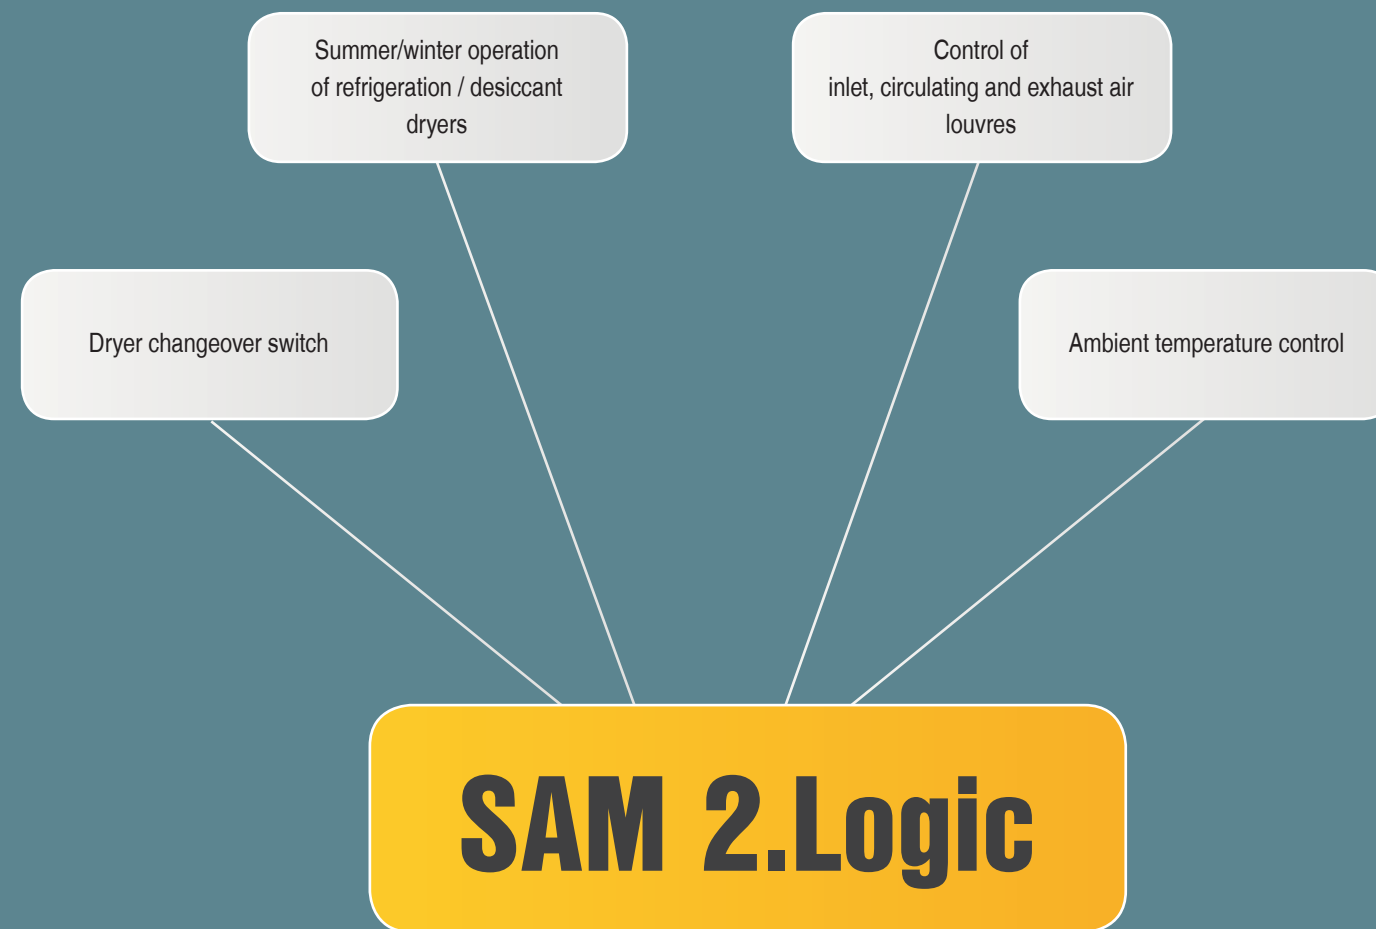 Summer/winter operation
of refrigeration / desiccant
dryers
Control of
inlet, circulating and exhaust air
louvres
Dryer changeover switch
Ambient temperature control
SAM 2.Logic